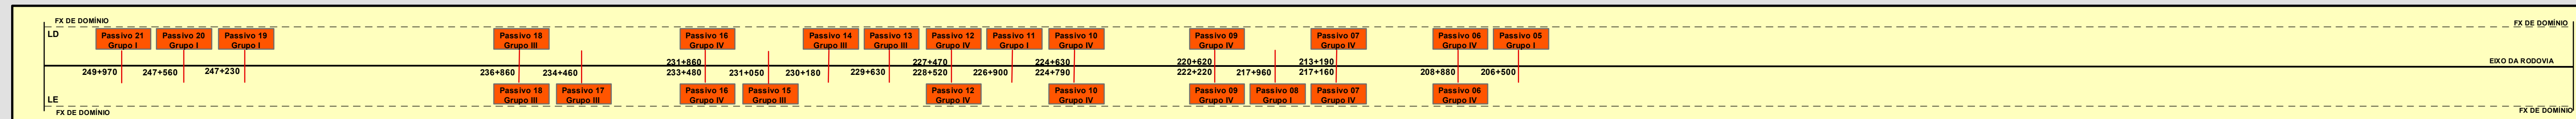 FX DE DOMÍNIO
FX DE DOMÍNIO
LD
Passivo 21
Grupo I
Passivo 20
Grupo I
Passivo 19
Grupo I
Passivo 18
Grupo III
Passivo 16
Grupo IV
Passivo 14
Grupo III
Passivo 13
Grupo III
Passivo 12
Grupo IV
Passivo 11
Grupo I
Passivo 10
Grupo IV
Passivo 09
Grupo IV
Passivo 07
Grupo IV
Passivo 06
Grupo IV
Passivo 05
Grupo I
231+860
227+470
224+630
220+620
213+190
EIXO DA RODOVIA
249+970
247+560
247+230
236+860
234+460
233+480
231+050
230+180
229+630
228+520
226+900
224+790
222+220
217+960
217+160
208+880
206+500
LE
Passivo 18
Grupo III
Passivo 17
Grupo III
Passivo 16
Grupo IV
Passivo 15
Grupo III
Passivo 12
Grupo IV
Passivo 10
Grupo IV
Passivo 09
Grupo IV
Passivo 08
Grupo I
Passivo 07
Grupo IV
Passivo 06
Grupo IV
FX DE DOMÍNIO
FX DE DOMÍNIO